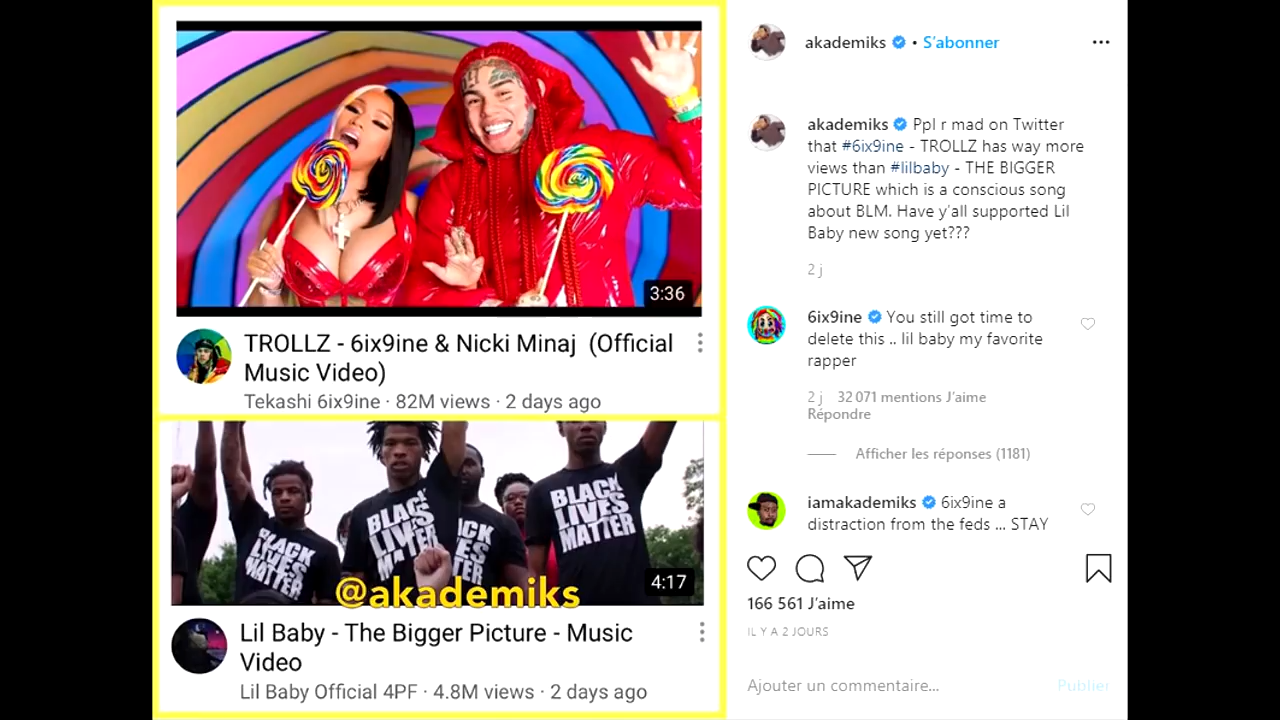 3:36
TROLLZ - 6ix9ine & Nicki Minaj (Official
Music Video)
Tekashi 6ix9ine · 82M views · 2 days ago
BLACK
LIVES
MATTER
BLACK
LIVES
MATTER
BLACK
LIVES
MATTER
@akademiks
4:17
Lil Baby - The Bigger Picture - Music
Video
Lil Baby Official 4PF · 4.8M views · 2 days ago
akademiks • S'abonner
akademiks Ppl r mad on Twitter
that #6ix9ine - TROLLZ has way more
views than #lilbaby - THE BIGGER
PICTURE which is a conscious song
about BLM. Have y'all supported Lil
Baby new song yet???
2 j
6ix9ine You still got time to
delete this .. lil baby my favorite
rapper
2 j 32 071 mentions J'aime
Répondre
Afficher les réponses (1181)
iamakademiks 6ix9ine a
distraction from the feds ... STAY
166 561 J'aime
IL Y A 2 JOURS
Ajouter un commentaire...
Publier